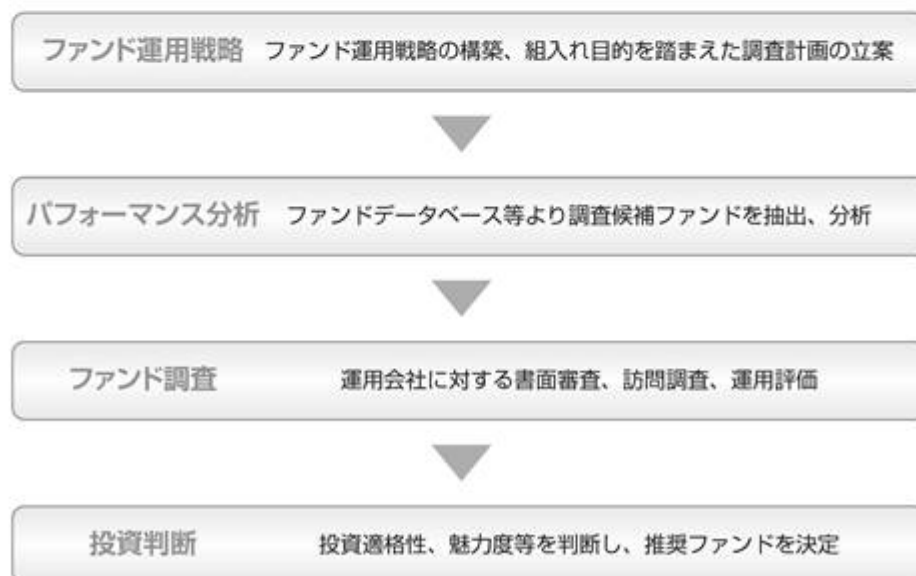 ファンド運用戦略 ファンド運用戦略の構築、組入れ目的を踏まえた調査計画の立案
パフォーマンス分析 ファンドデータベース等より調査候補ファンドを抽出、分析
ファンド調査 運用会社に対する書面審査、訪問調査、運用評価
投資判断 投資適格性、魅力度等を判断し、推奨ファンドを決定